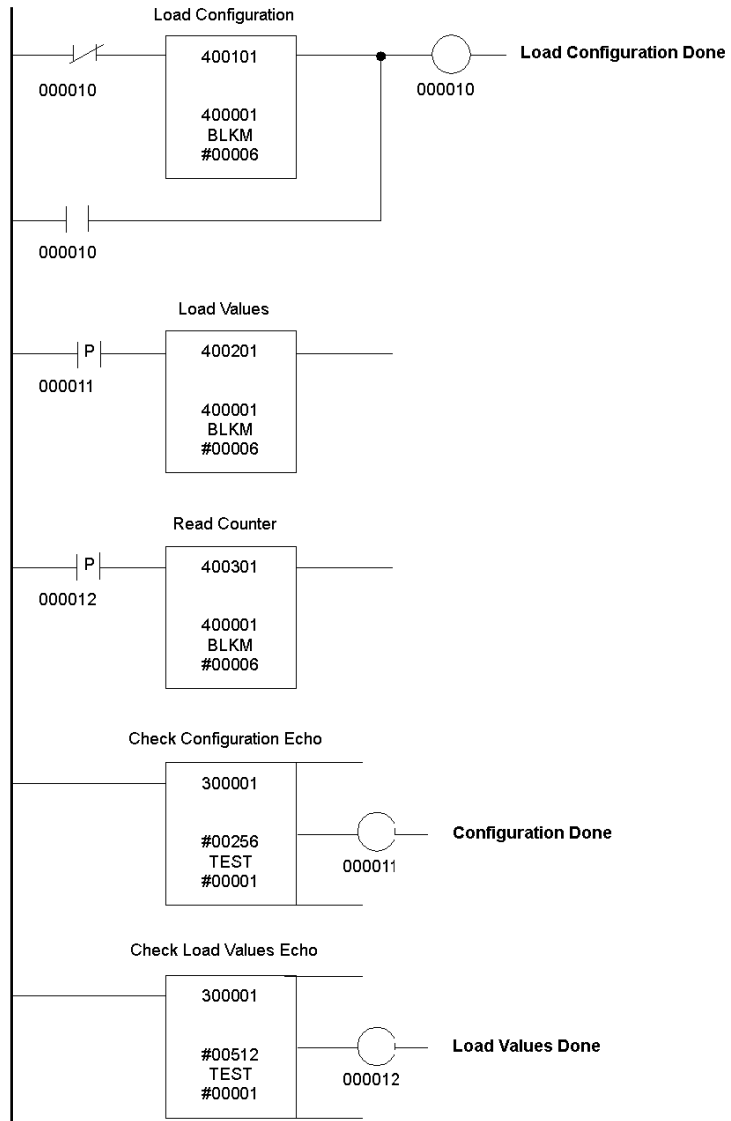 Load Configuration
400101
Load Configuration Done
000010
000010
400001
BLKM
#00006
000010
Load Values
400201
P
000011
400001
BLKM
#00006
Read Counter
400301
P
000012
400001
BLKM
#00006
Check Configuration Echo
300001
#00256
Configuration Done
TEST
000011
#00001
Check Load Values Echo
300001
#00512
Load Values Done
TEST
000012
#00001